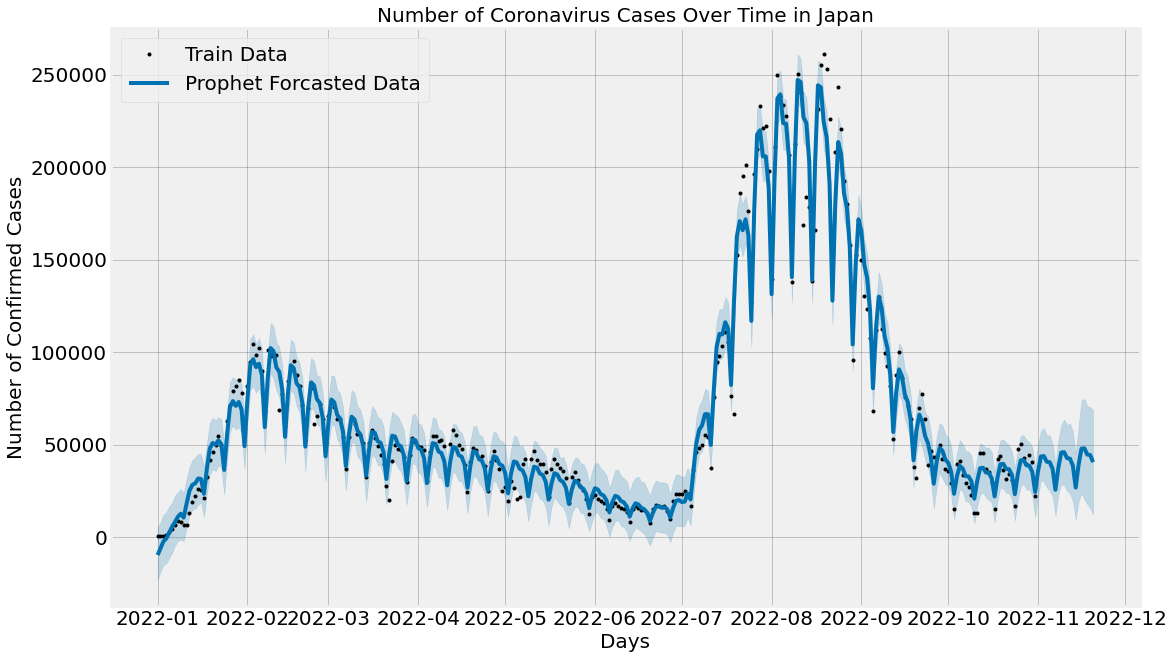 Number of Coronavirus Cases Over Time in Japan
Train Data
Prophet Forcasted Data
250000
200000
150000
100000
50000
0
Number of Confirmed Cases
2022-01 2022-02 2022-03 2022-04 2022-05 2022-06 2022-07 2022-08 2022-09 2022-10 2022-11 2022-12
Days